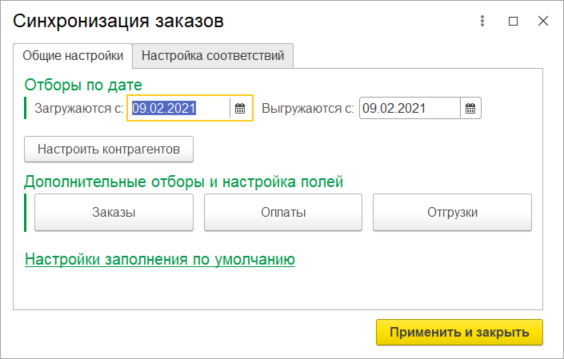 Синхронизация заказов
Общие настройки Настройка соответствий
Отборы по дате
Загружаются с: 09.02.2021 Выгружаются с: 09.02.2021
Настроить контрагентов
Дополнительные отборы и настройка полей
Заказы Оплаты Отгрузки
Настройки заполнения по умолчанию
Применить и закрыть